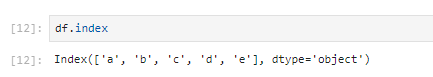 [12]: df.index
[12]: Index(['a', 'b', 'c', 'd', 'e'], dtype='object')